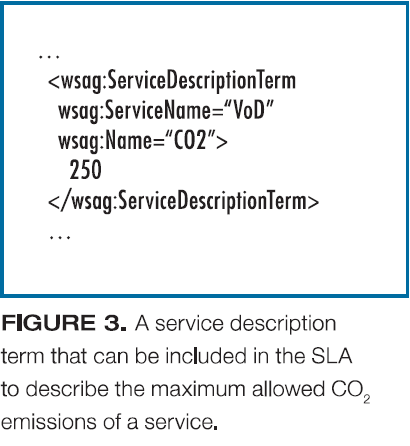 ...
<wsag:ServiceDescriptionTerm
wsag:ServiceName=“VoD”
wsag:Name=“CO2”>
250
</wsag:ServiceDescriptionTerm>
...
FIGURE 3. A service description
term that can be included in the SLA
to describe the maximum allowed CO₂
emissions of a service.